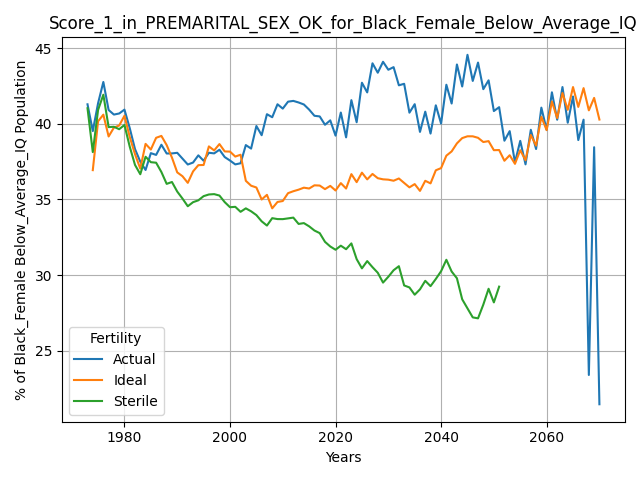 Score_1_in_PREMARITAL_SEX_OK_for_Black_Female_Below_Average_IQ
% of Black_Female Below_Average_IQ Population
45
40
35
30
25
Fertility
Actual
Ideal
Sterile
1980
2000
2020
2040
2060
Years